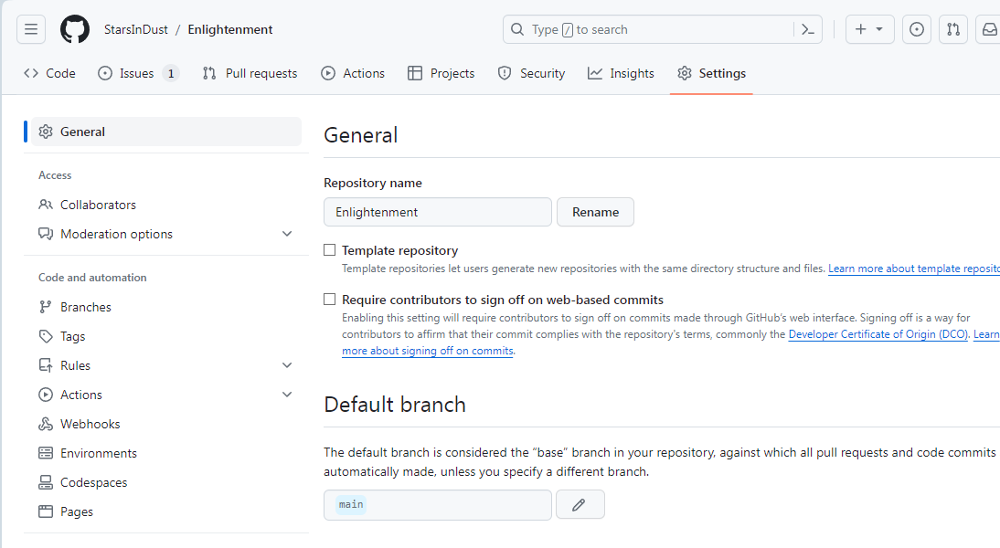 StarsInDust / Enlightenment
Type / to search
Code
Issues 1
Pull requests
Actions
Projects
Security
Insights
Settings
General
Access
Collaborators
Moderation options
Code and automation
Branches
Tags
Rules
Actions
Webhooks
Environments
Codespaces
Pages
General
Repository name
Enlightenment
Rename
Template repository
Template repositories let users generate new repositories with the same directory structure and files. Learn more about template
Require contributors to sign off on web-based commits
Enabling this setting will require contributors to sign off on commits made through GitHub's web interface. Signing off is a way for
contributors to affirm that their commit complies with the repository's terms, commonly the Developer Certificate of Origin (DCO). Learn
more about signing off on commits.
Default branch
The default branch is considered the “base” branch in your repository, against which all pull requests and code commits
automatically made, unless you specify a different branch.
main